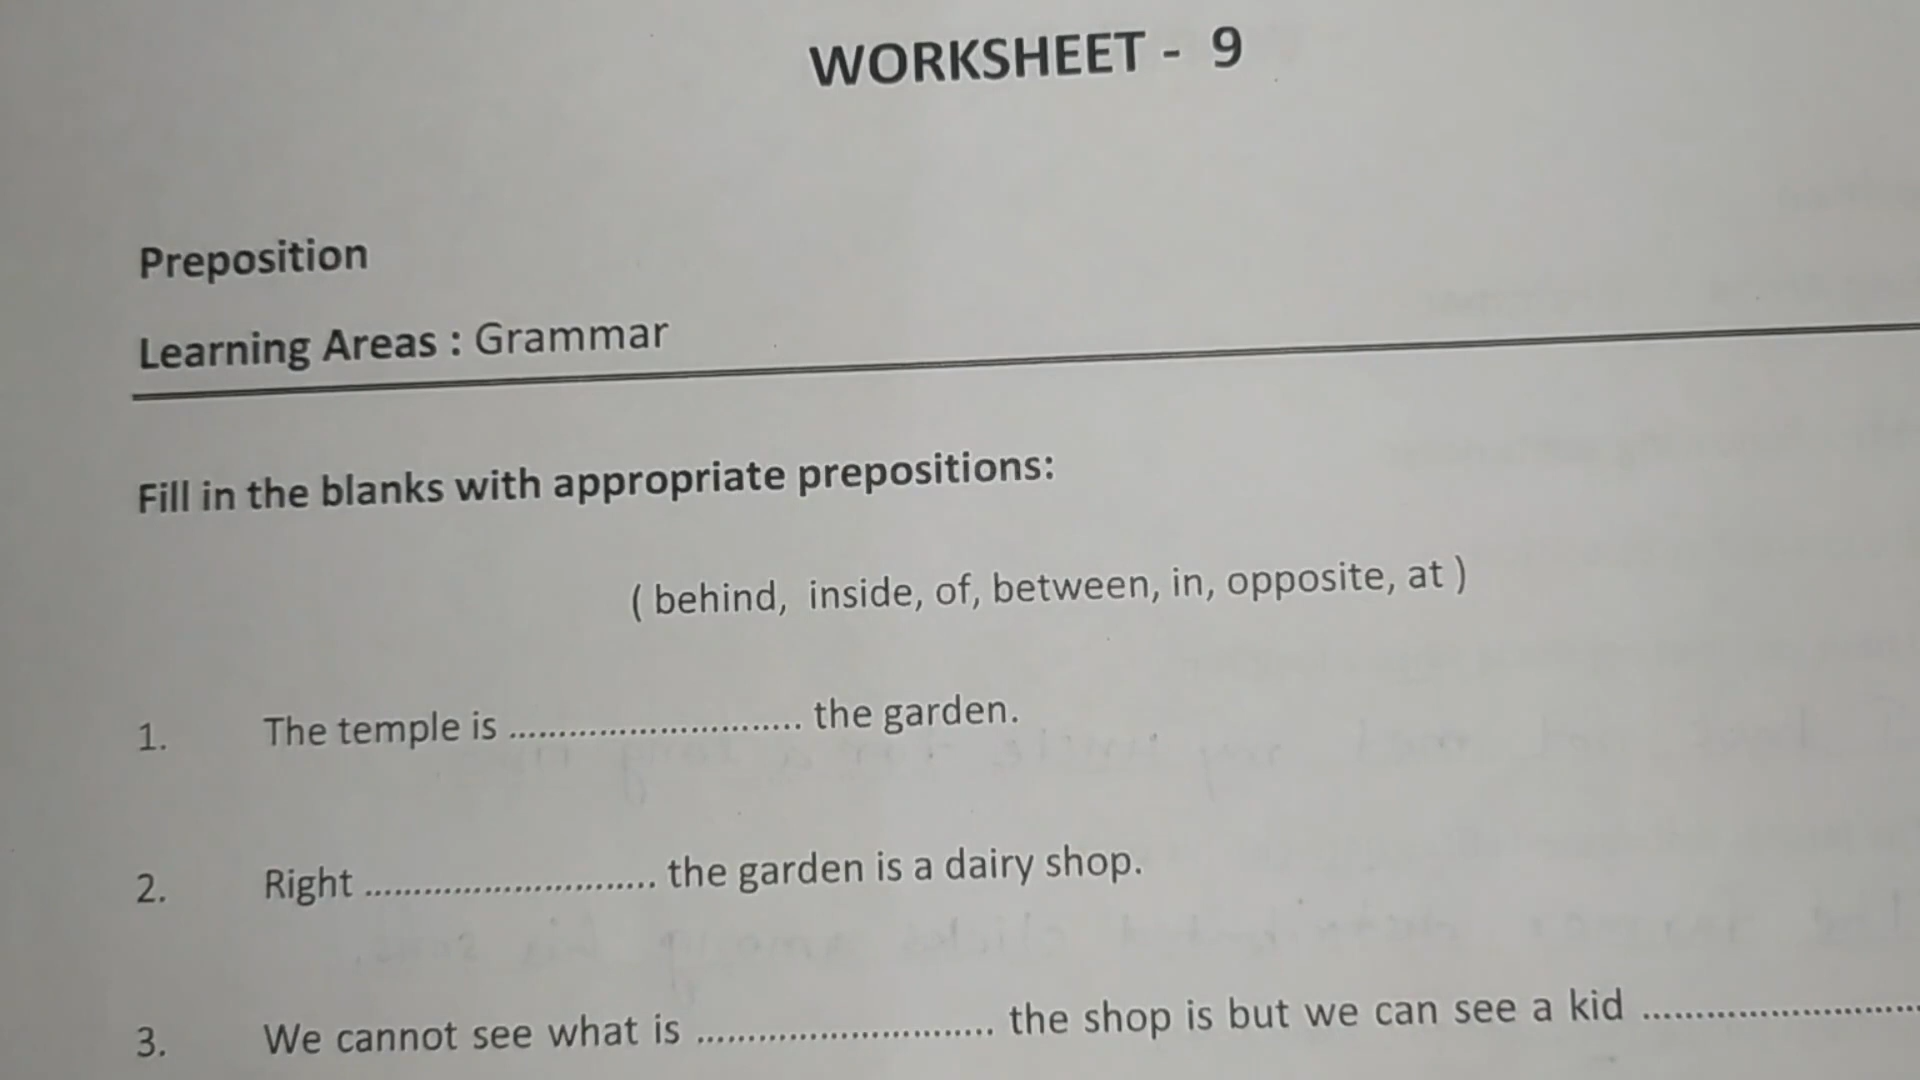 WORKSHEET - 9
Preposition
Learning Areas : Grammar
Fill in the blanks with appropriate prepositions:
( behind, inside, of, between, in, opposite, at )
1. The temple is ............................ the garden.
2. Right ............................ the garden is a dairy shop.
3. We cannot see what is ............................ the shop is but we can see a kid ............................